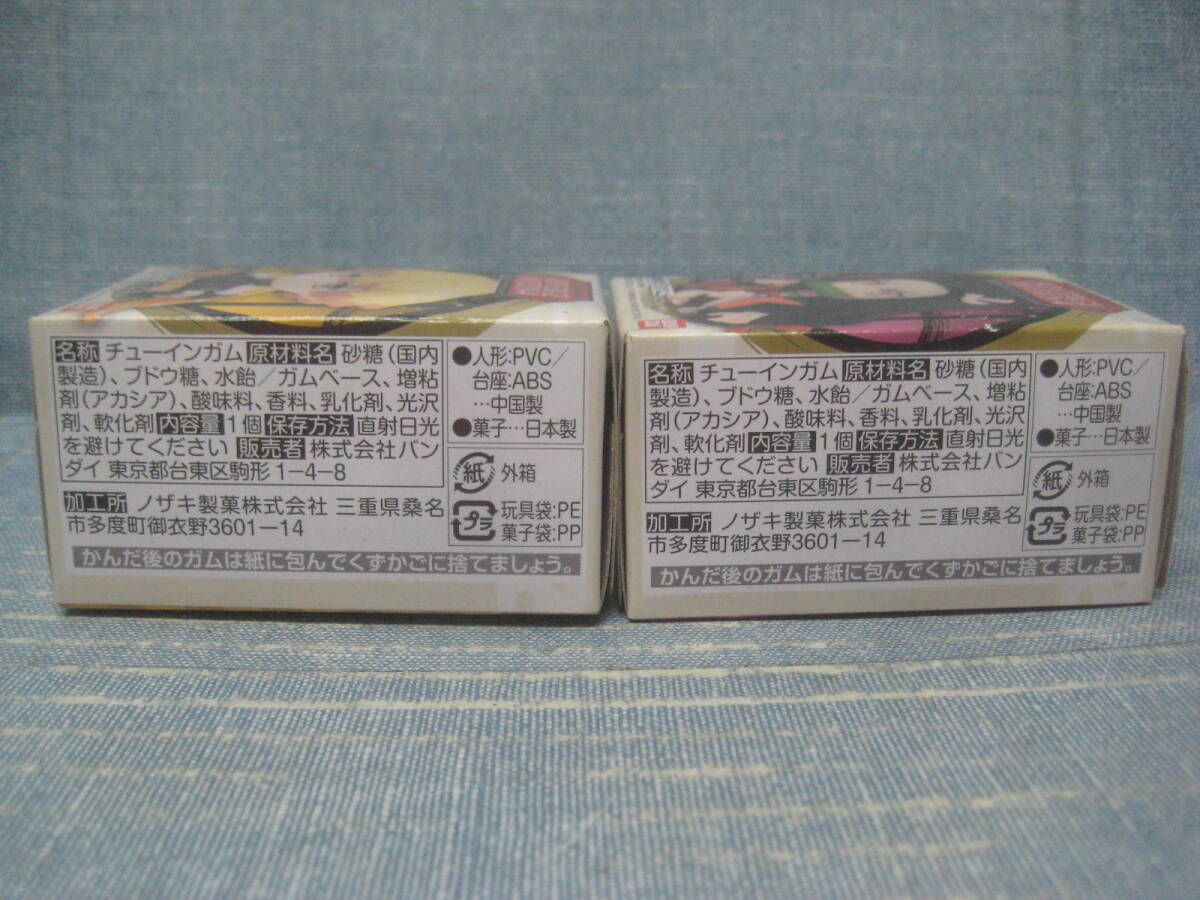 名称 チューインガム 原材料名 砂糖(国内
製造)、ブドウ糖、水飴/ガムベース、増粘
剤(アカシア)、酸味料、香料、乳化剤、光沢
剤、軟化剤 内容量 1個 保存方法 直射日光
を避けてください 販売者 株式会社バン
ダイ 東京都台東区駒形1-4-8
加工所 ノザキ製菓株式会社 三重県桑名
市多度町御衣野3601-14
●人形:PVC/
台座:ABS
…中国製
●菓子…日本製
紙 外箱
プラ 玩具袋:PE
菓子袋:PP
かんだ後のガムは紙に包んでくずかごに捨てましょう。
名称 チューインガム 原材料名 砂糖(国内
製造)、ブドウ糖、水飴/ガムベース、増粘
剤(アカシア)、酸味料、香料、乳化剤、光沢
剤、軟化剤 内容量 1個 保存方法 直射日光
を避けてください 販売者 株式会社バン
ダイ 東京都台東区駒形1-4-8
加工所 ノザキ製菓株式会社 三重県桑名
市多度町御衣野3601-14
●人形:PVC/
台座:ABS
…中国製
●菓子…日本製
紙 外箱
プラ 玩具袋:PE
菓子袋:PP
かんだ後のガムは紙に包んでくずかごに捨てましょう。